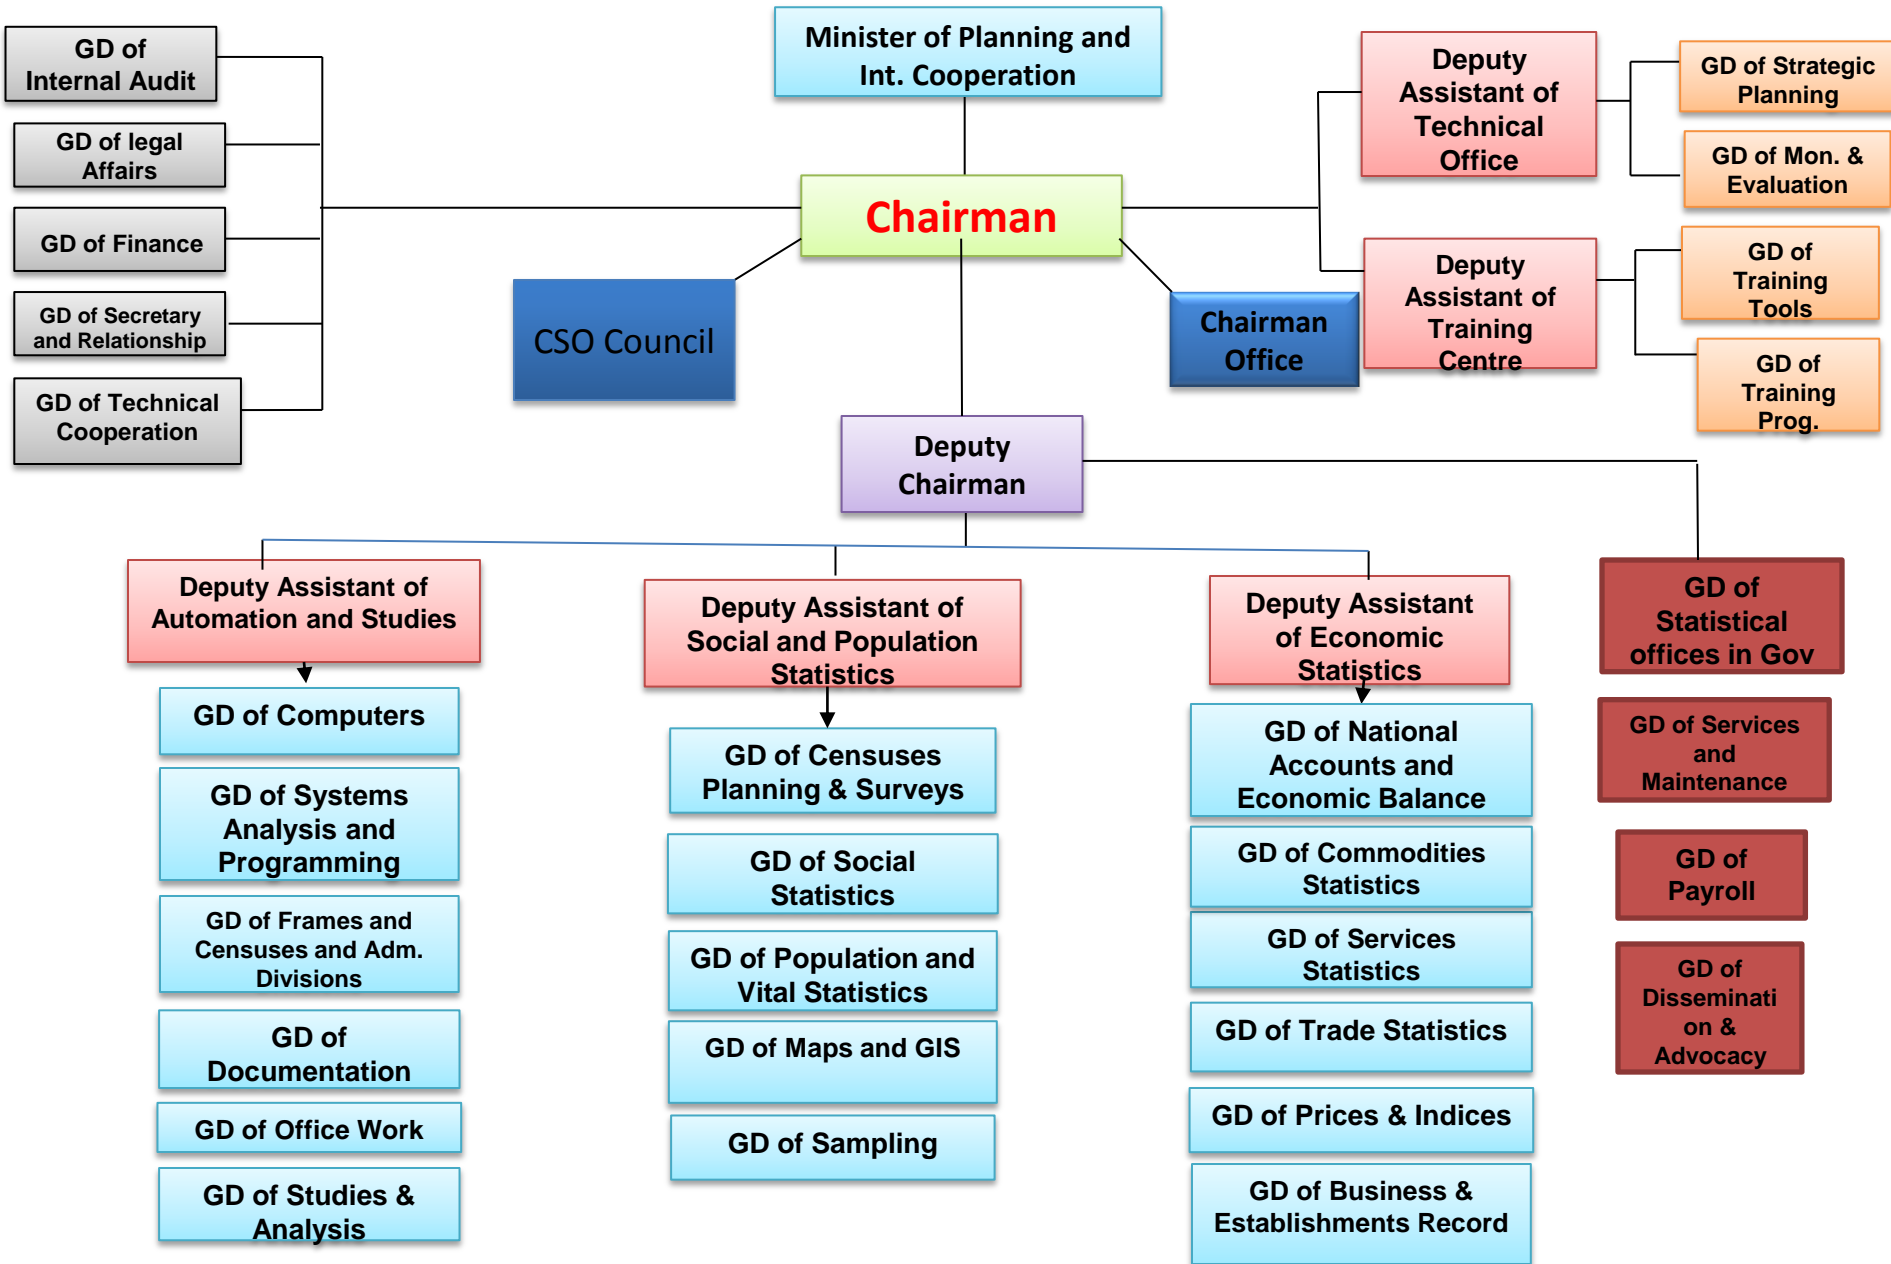 GD of
Internal Audit
GD of legal
Affairs
GD of Finance
GD of Secretary
and Relationship
GD of Technical
Cooperation
Minister of Planning and
Int. Cooperation
Chairman
CSO Council
Chairman
Office
Deputy
Assistant of
Technical
Office
GD of Strategic
Planning
GD of Mon. &
Evaluation
Deputy
Assistant of
Training
Centre
GD of
Training
Tools
GD of
Training
Prog.
Deputy
Chairman
Deputy Assistant of
Automation and Studies
GD of Computers
GD of Systems
Analysis and
Programming
GD of Frames and
Censuses and Adm.
Divisions
GD of
Documentation
GD of Office Work
GD of Studies &
Analysis
Deputy Assistant of
Social and Population
Statistics
GD of Censuses
Planning & Surveys
GD of Social
Statistics
GD of Population and
Vital Statistics
GD of Maps and GIS
GD of Sampling
Deputy Assistant
of Economic
Statistics
GD of National
Accounts and
Economic Balance
GD of Commodities
Statistics
GD of Services
Statistics
GD of Trade Statistics
GD of Prices & Indices
GD of Business &
Establishments Record
GD of
Statistical
offices in Gov
GD of Services
and
Maintenance
GD of
Payroll
GD of
Disseminati
on &
Advocacy